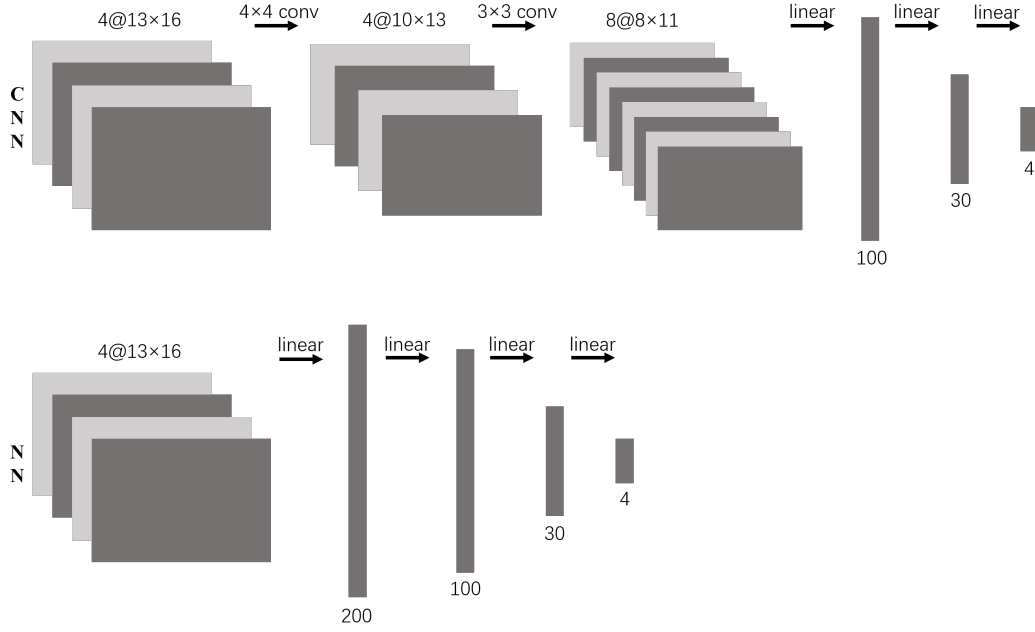 4@13×16
4×4 conv
4@10×13
3×3 conv
8@8×11
linear
linear
linear
C
N
N
100
30
4
4@13×16
linear
linear
linear
linear
N
N
200
100
30
4